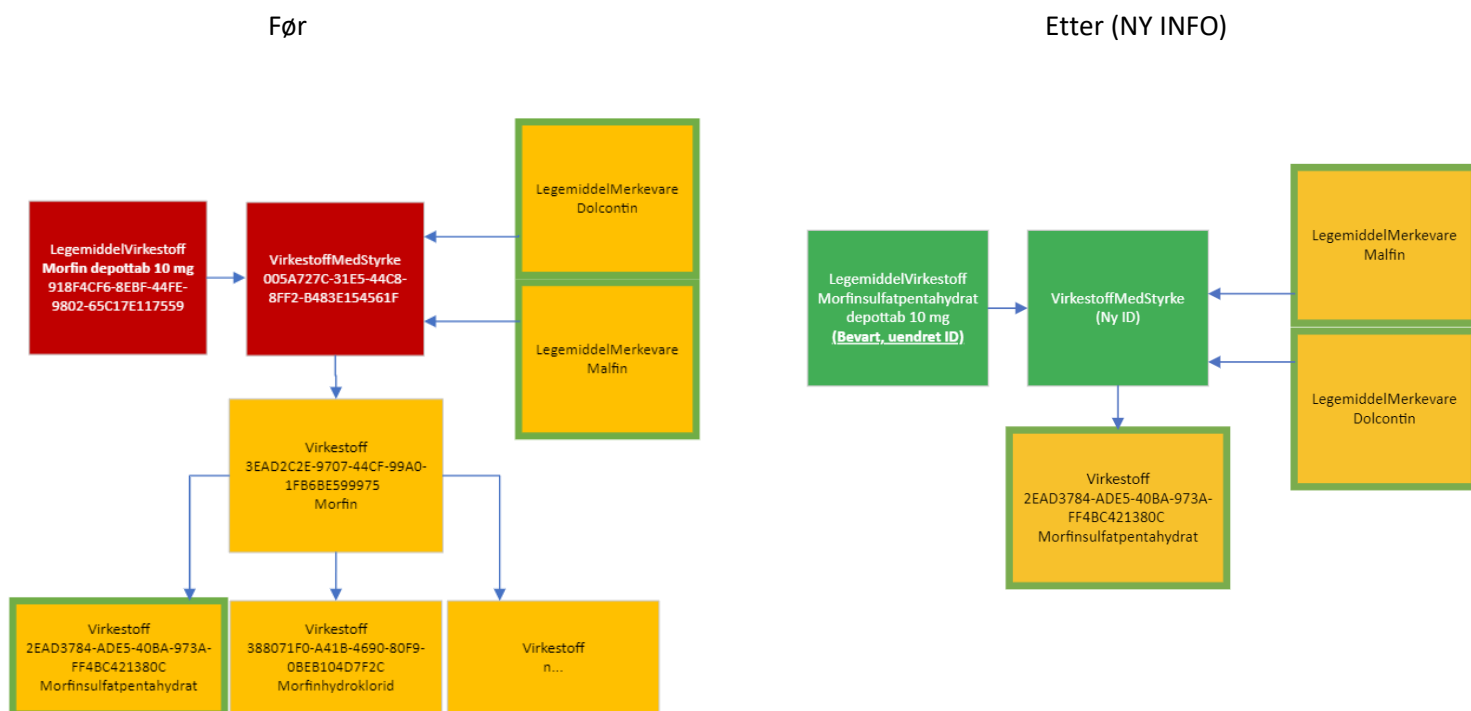 Før
LegemiddelVirkestoff
Morfin depottab 10 mg
918F4CF6-8EBF-44FE-
9802-65C17E117559
VirkestoffMedStyrke
005A727C-31E5-44C8-
8FF2-B483E154561F
LegemiddelMerkevare
Dolcontin
LegemiddelMerkevare
Malfin
Virkestoff
3EAD2C2E-9707-44CF-99A0-
1FB6BE599975
Morfin
Virkestoff
2EAD3784-ADE5-40BA-973A-
FF4BC421380C
Morfinsulfatpentahydrat
Virkestoff
388071F0-A41B-4690-80F9-
0BEB104D7F2C
Morfinhydroklorid
Virkestoff
n...
Etter (NY INFO)
LegemiddelVirkestoff
Morfinsulfatpentahydrat
depottab 10 mg
(Bevart, uendret ID)
VirkestoffMedStyrke
(Ny ID)
LegemiddelMerkevare
Malfin
LegemiddelMerkevare
Dolcontin
Virkestoff
2EAD3784-ADE5-40BA-973A-
FF4BC421380C
Morfinsulfatpentahydrat